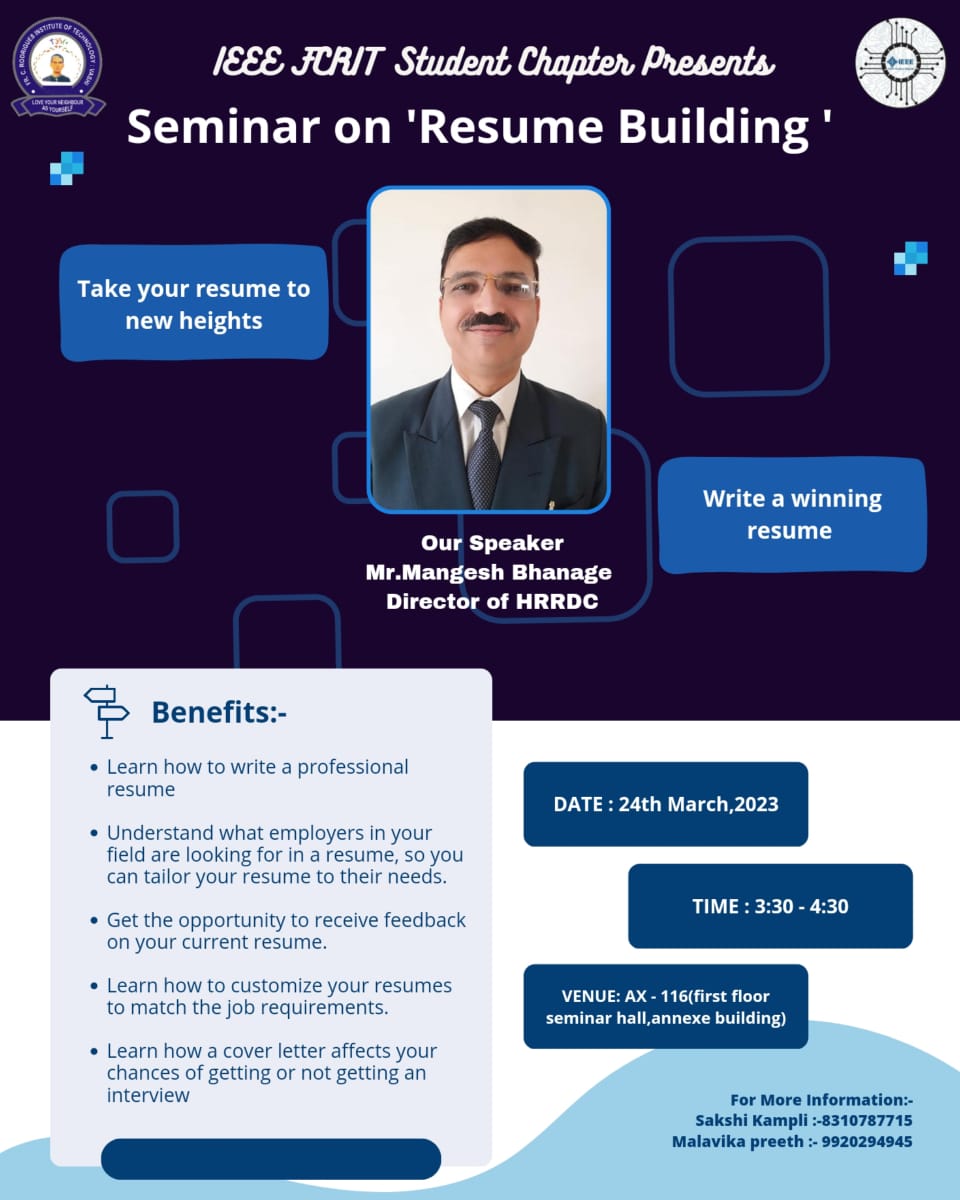 FR. C. RODRIGUES INSTITUTE OF TECHNOLOGY - VASHI
LOVE YOUR NEIGHBOUR
AS YOURSELF
IEEE FCRIT Student Chapter Presents
IEEE
Seminar on 'Resume Building '
Take your resume to
new heights
Write a winning
resume
Our Speaker
Mr.Mangesh Bhanage
Director of HRRDC
Benefits:-
• Learn how to write a professional
resume
• Understand what employers in your
field are looking for in a resume, so you
can tailor your resume to their needs.
• Get the opportunity to receive feedback
on your current resume.
• Learn how to customize your resumes
to match the job requirements.
• Learn how a cover letter affects your
chances of getting or not getting an
interview
DATE : 24th March,2023
TIME : 3:30 - 4:30
VENUE: AX - 116(first floor
seminar hall,annexe building)
For More Information:-
Sakshi Kampli :-8310787715
Malavika preeth :- 9920294945